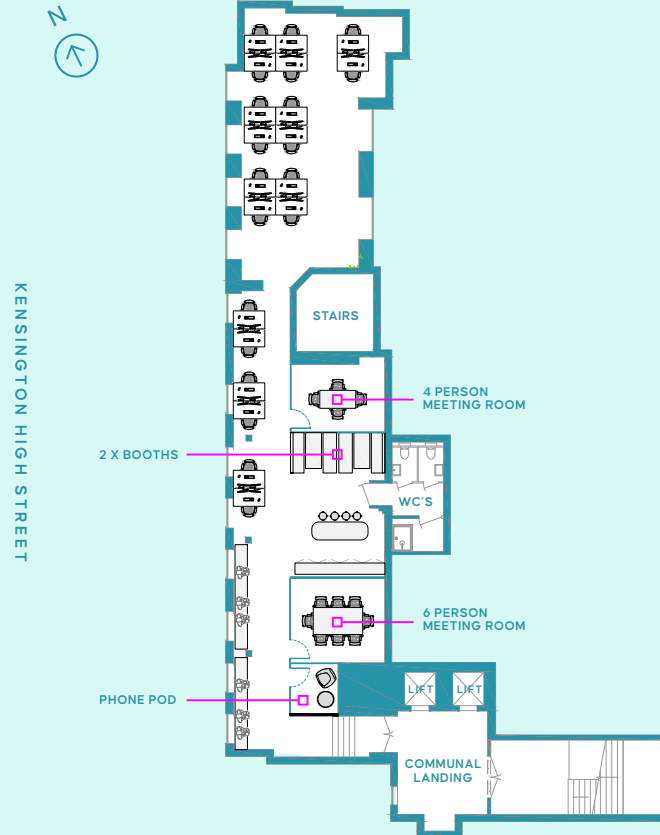 N
STAIRS
4 PERSON
MEETING ROOM
2 X BOOTHS
KENSINGTON HIGH STREET
WC'S
6 PERSON
MEETING ROOM
LIFT
LIFT
PHONE POD
COMMUNAL
LANDING